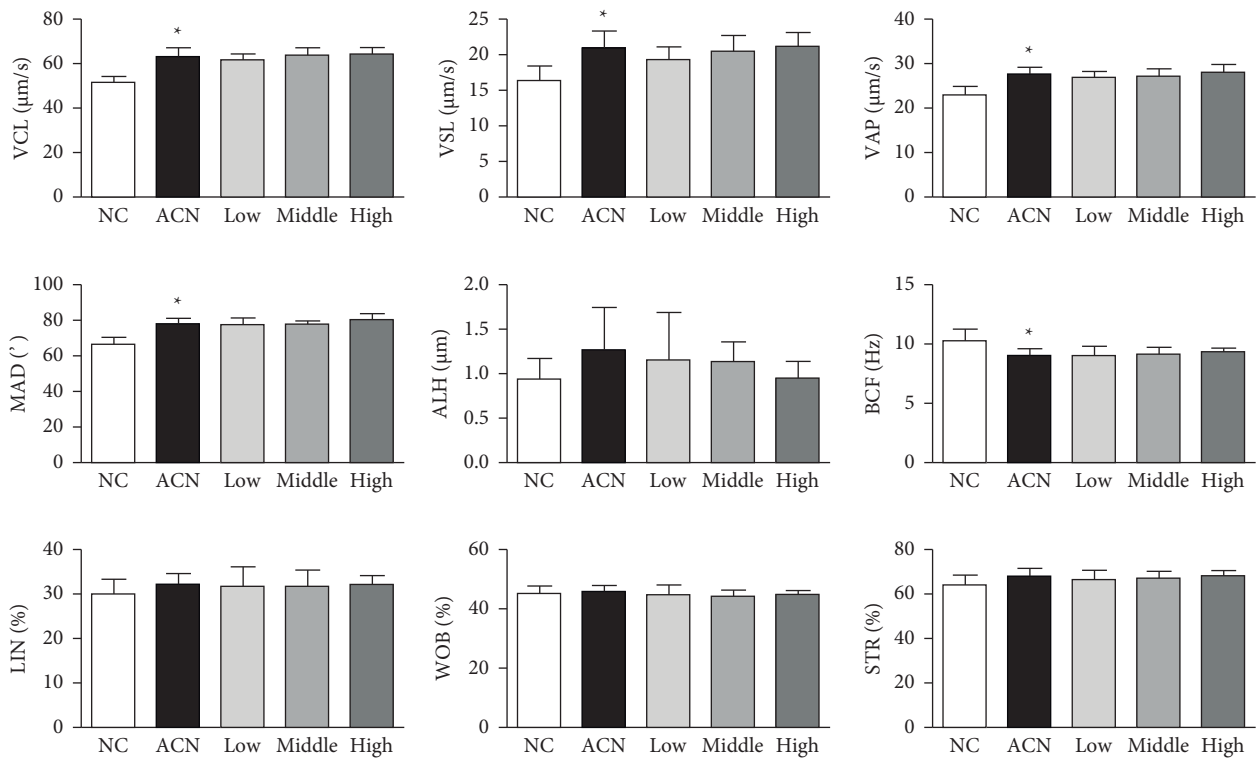 VCL (μm/s)
80
60
40
20
0
*
NC ACN Low Middle High
VSL (μm/s)
25
20
15
10
5
0
*
NC ACN Low Middle High
VAP (μm/s)
40
30
20
10
0
*
NC ACN Low Middle High
MAD (°)
100
80
60
40
20
0
*
NC ACN Low Middle High
ALH (μm)
2.0
1.5
1.0
0.5
0.0
NC ACN Low Middle High
BCF (Hz)
15
10
5
0
*
NC ACN Low Middle High
LIN (%)
40
30
20
10
0
NC ACN Low Middle High
WOB (%)
60
40
20
0
NC ACN Low Middle High
STR (%)
80
60
40
20
0
NC ACN Low Middle High